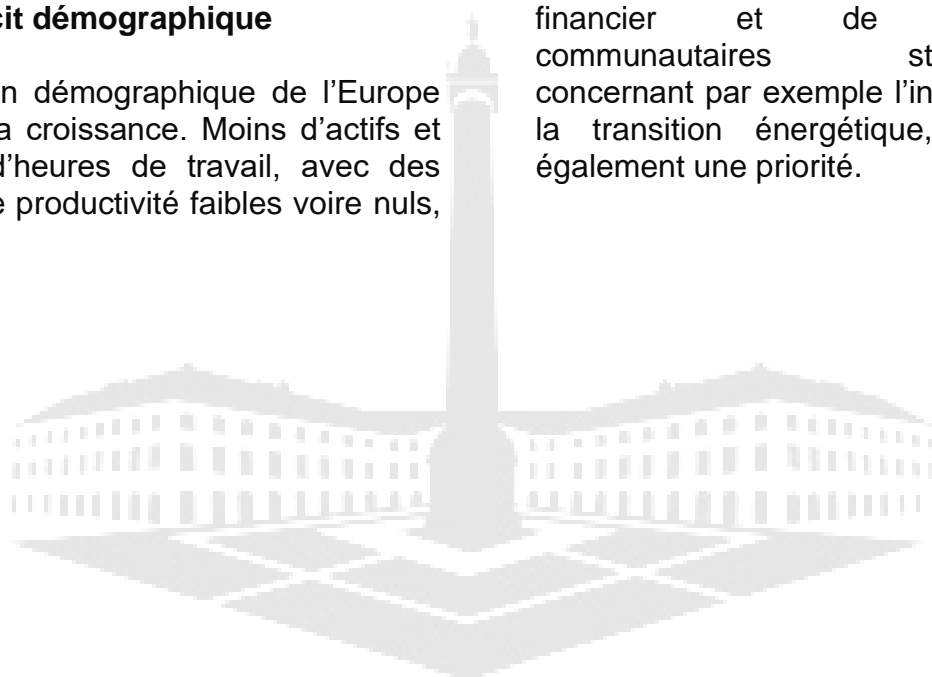 cit démographique
n démographique de l’Europe
a croissance. Moins d’actifs et
d’heures de travail, avec des
e productivité faibles voire nuls,
financier et de
communautaires st
concernant par exemple l’in
la transition énergétique,
également une priorité.